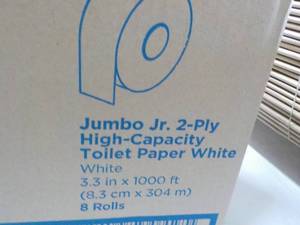 Jumbo Jr. 2-Ply
High-Capacity
Toilet Paper White
White
3.3 in x 1000 ft
(8.3 cm x 304 m)
8 Rolls